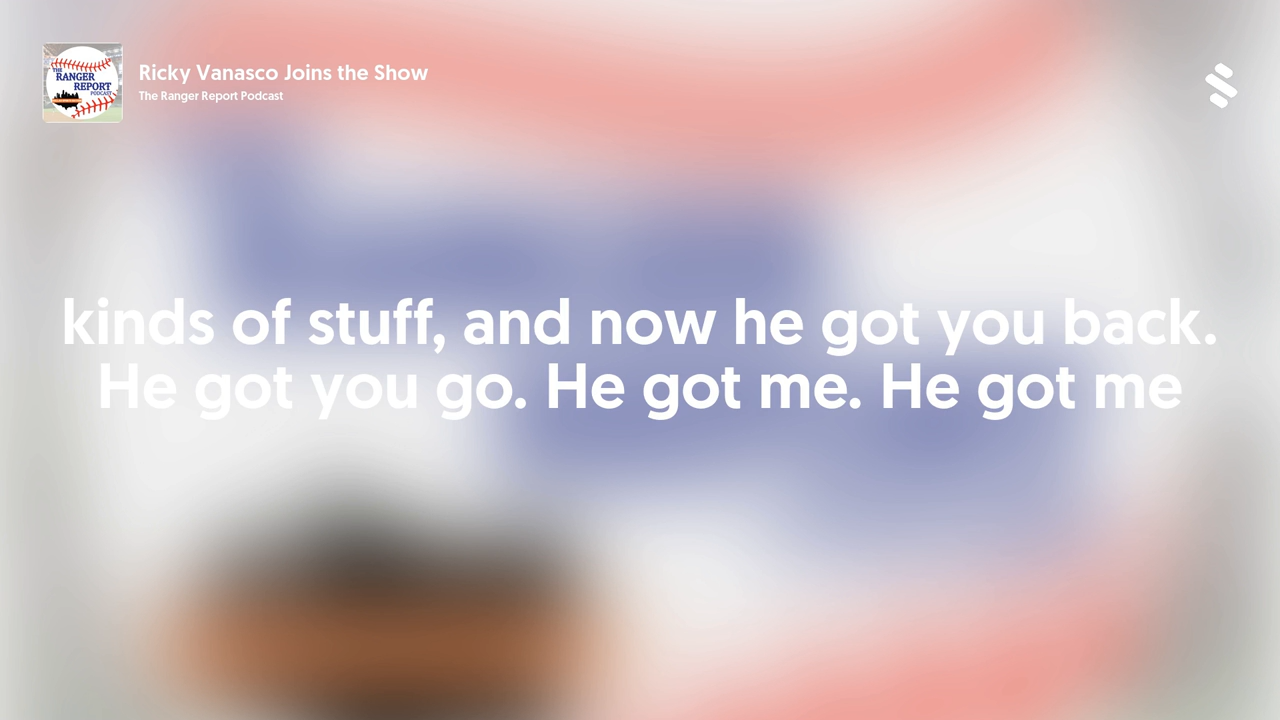 Ricky Vanasco Joins the Show
The Ranger Report Podcast
THE
RANGER
REPORT
PODCAST
kinds of stuff, and now he got you back.
He got you go. He got me. He got me